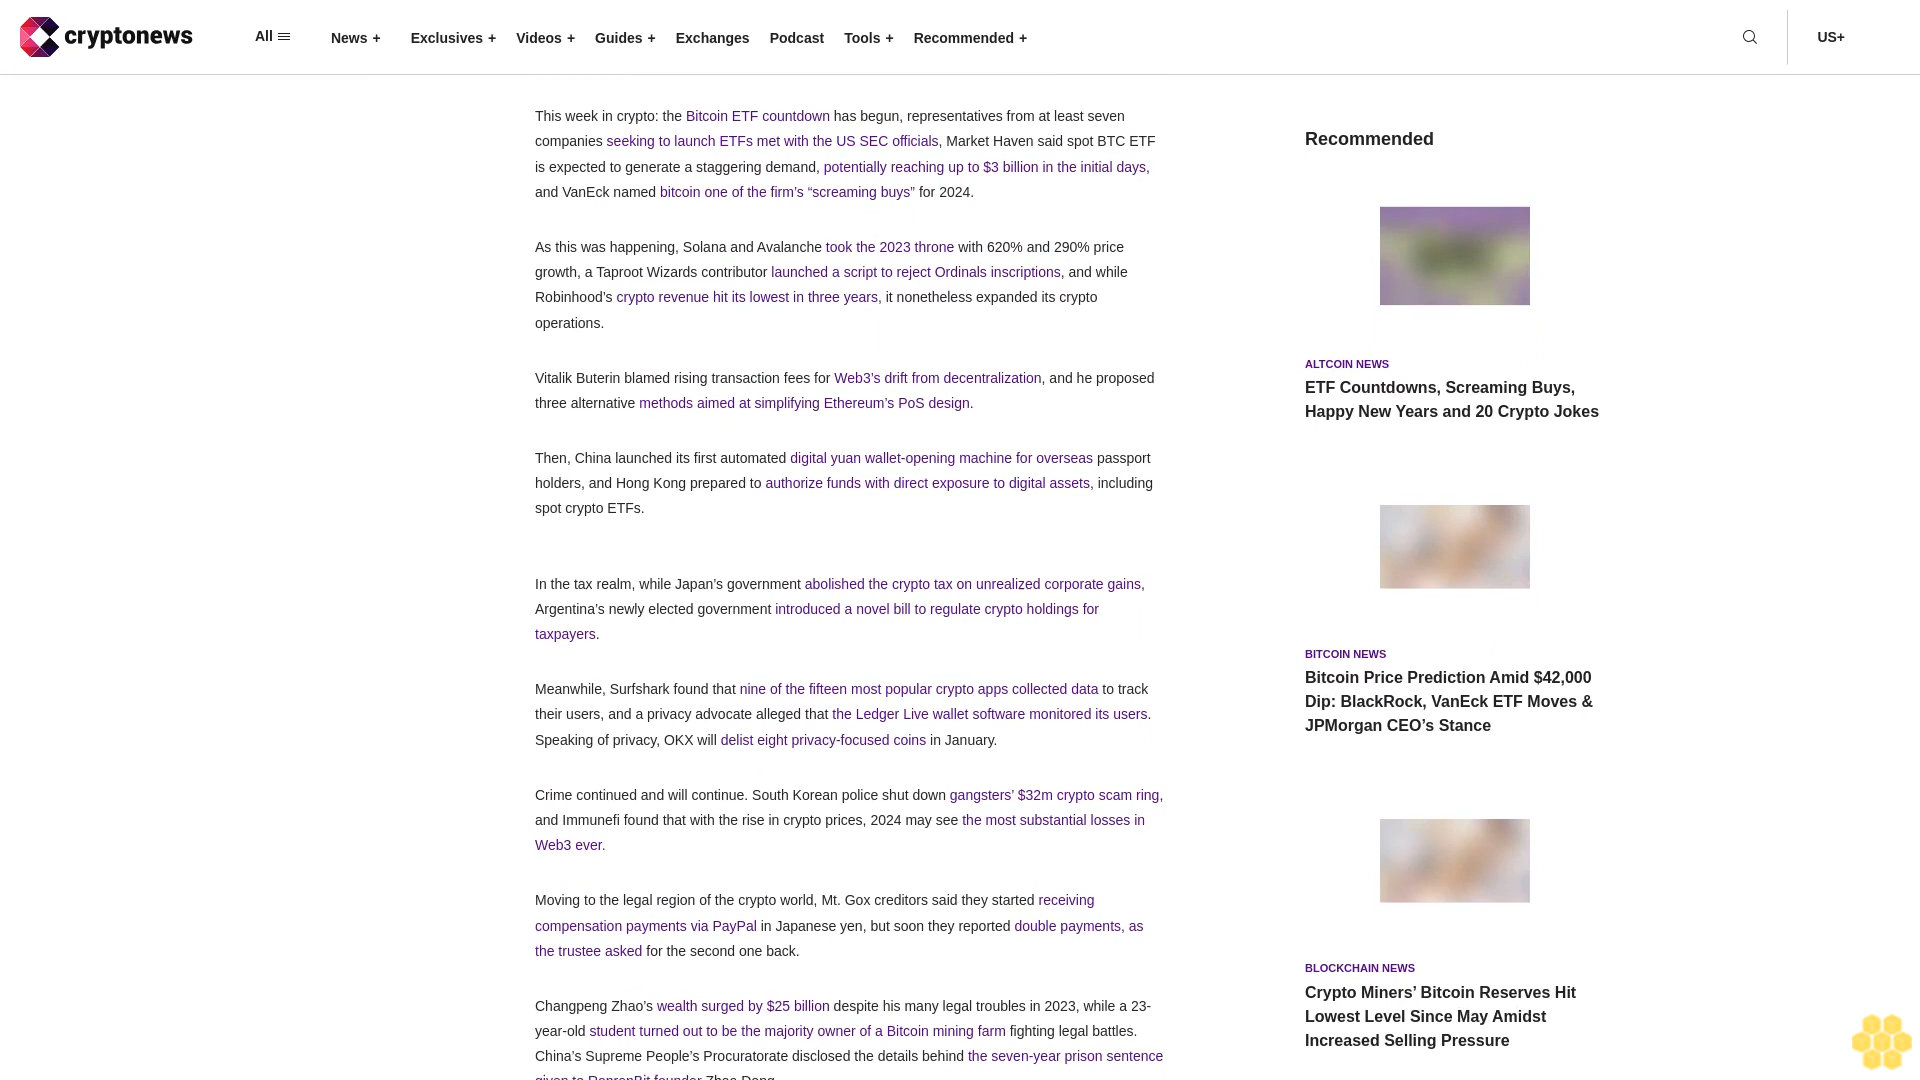 cryptonews
All
News +
Exclusives +
Videos +
Guides +
Exchanges
Podcast
Tools +
Recommended +
US+
This week in crypto: the Bitcoin ETF countdown has begun, representatives from at least seven
companies seeking to launch ETFs met with the US SEC officials, Market Haven said spot BTC ETF
is expected to generate a staggering demand, potentially reaching up to $3 billion in the initial days,
and VanEck named bitcoin one of the firm’s “screaming buys” for 2024.
As this was happening, Solana and Avalanche took the 2023 throne with 620% and 290% price
growth, a Taproot Wizards contributor launched a script to reject Ordinals inscriptions, and while
Robinhood’s crypto revenue hit its lowest in three years, it nonetheless expanded its crypto
operations.
Vitalik Buterin blamed rising transaction fees for Web3’s drift from decentralization, and he proposed
three alternative methods aimed at simplifying Ethereum’s PoS design.
Then, China launched its first automated digital yuan wallet-opening machine for overseas passport
holders, and Hong Kong prepared to authorize funds with direct exposure to digital assets, including
spot crypto ETFs.
In the tax realm, while Japan’s government abolished the crypto tax on unrealized corporate gains,
Argentina’s newly elected government introduced a novel bill to regulate crypto holdings for
taxpayers.
Meanwhile, Surfshark found that nine of the fifteen most popular crypto apps collected data to track
their users, and a privacy advocate alleged that the Ledger Live wallet software monitored its users.
Speaking of privacy, OKX will delist eight privacy-focused coins in January.
Crime continued and will continue. South Korean police shut down gangsters’ $32m crypto scam ring,
and Immunefi found that with the rise in crypto prices, 2024 may see the most substantial losses in
Web3 ever.
Moving to the legal region of the crypto world, Mt. Gox creditors said they started receiving
compensation payments via PayPal in Japanese yen, but soon they reported double payments, as
the trustee asked for the second one back.
Changpeng Zhao’s wealth surged by $25 billion despite his many legal troubles in 2023, while a 23-
year-old student turned out to be the majority owner of a Bitcoin mining farm fighting legal battles.
China’s Supreme People’s Procuratorate disclosed the details behind the seven-year prison sentence
given to RenrenBit founder Zhao Dong.
Recommended
ALTCOIN NEWS
ETF Countdowns, Screaming Buys,
Happy New Years and 20 Crypto Jokes
BITCOIN NEWS
Bitcoin Price Prediction Amid $42,000
Dip: BlackRock, VanEck ETF Moves &
JPMorgan CEO’s Stance
BLOCKCHAIN NEWS
Crypto Miners’ Bitcoin Reserves Hit
Lowest Level Since May Amidst
Increased Selling Pressure